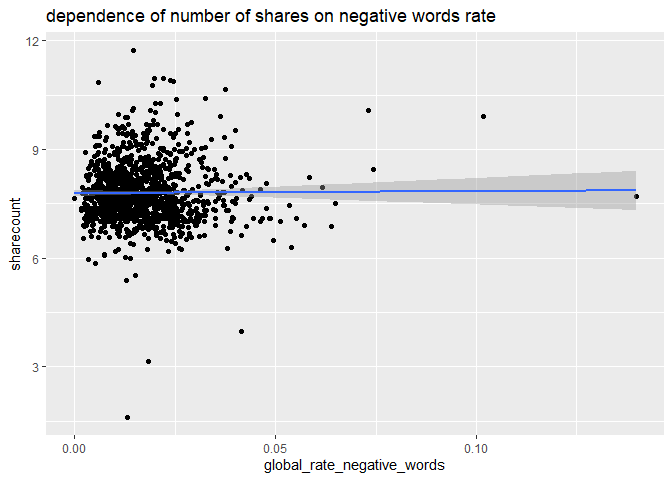 dependence of number of shares on negative words rate
12
9
6
3
sharecount
0.00
0.05
0.10
global_rate_negative_words